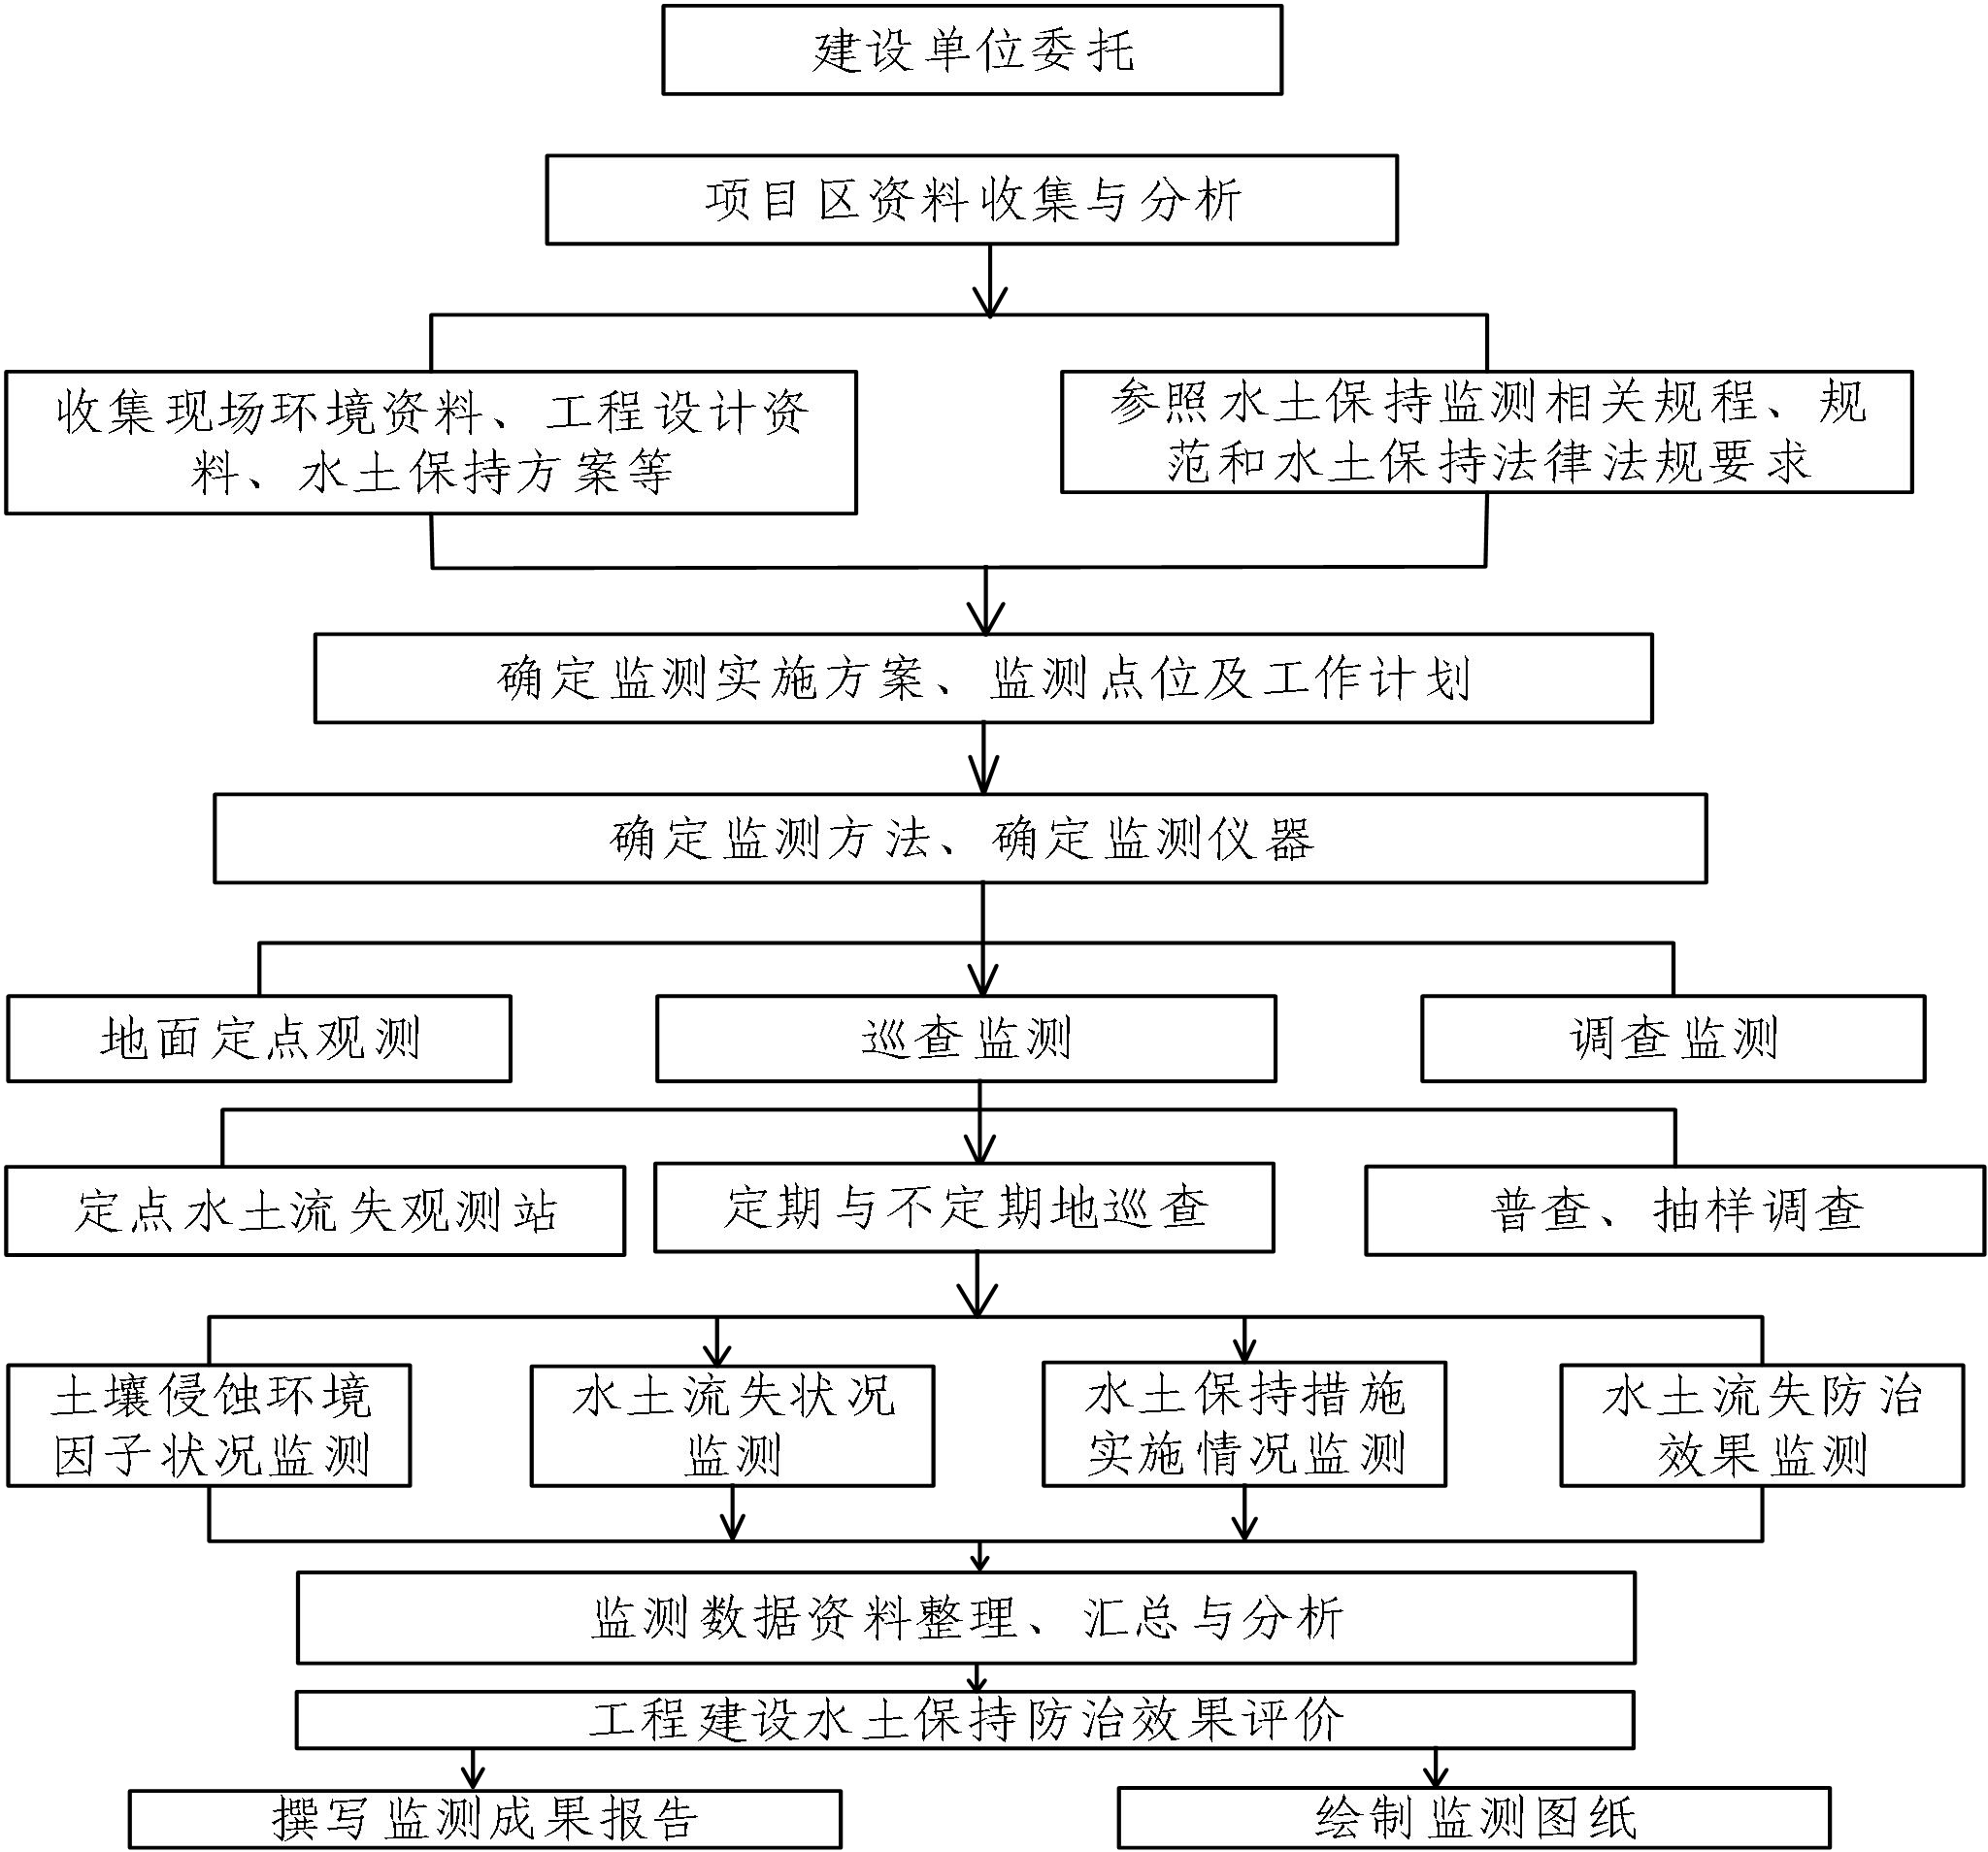 建设单位委托
项目区资料收集与分析
收集现场环境资料、工程设计资
料、水土保持方案等
参照水土保持监测相关规程、规
范和水土保持法律法规要求
确定监测实施方案、监测点位及工作计划
确定监测方法、确定监测仪器
地面定点观测
巡查监测
调查监测
定点水土流失观测站
定期与不定期地巡查
普查、抽样调查
土壤侵蚀环境
因子状况监测
水土流失状况
监测
水土保持措施
实施情况监测
水土流失防治
效果监测
监测数据资料整理、汇总与分析
工程建设水土保持防治效果评价
撰写监测成果报告
绘制监测图纸